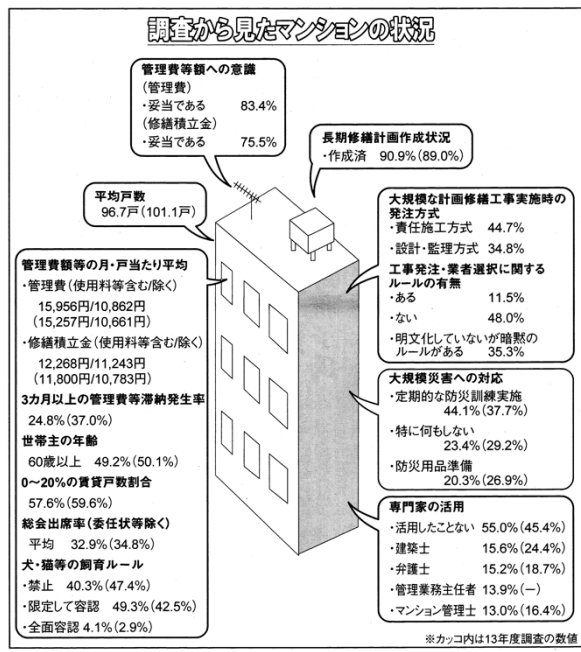 調査から見たマンションの状況
管理費等額への意識
(管理費)
・妥当である 83.4%
(修繕積立金)
・妥当である 75.5%
長期修繕計画作成状況
・作成済 90.9%(89.0%)
平均戸数
96.7戸(101.1戸)
管理費額等の月・戸当たり平均
・管理費(使用料等含む/除く)
15,956円/10,862円
(15,257円/10,661円)
・修繕積立金(使用料等含む/除く)
12,268円/11,243円
(11,800円/10,783円)
3カ月以上の管理費等滞納発生率
24.8%(37.0%)
世帯主の年齢
60歳以上 49.2%(50.1%)
0〜20%の賃貸戸数割合
57.6%(59.6%)
総会出席率(委任状等除く)
平均 32.9%(34.8%)
犬・猫等の飼育ルール
・禁止 40.3%(47.4%)
・限定して容認 49.3%(42.5%)
・全面容認 4.1%(2.9%)
大規模な計画修繕工事実施時の
発注方式
・責任施工方式 44.7%
・設計・監理方式 34.8%
工事発注・業者選択に関する
ルールの有無
・ある 11.5%
・ない 48.0%
・明文化していないが暗黙の
ルールがある 35.3%
大規模災害への対応
・定期的な防災訓練実施
44.1%(37.7%)
・特に何もしない
23.4%(29.2%)
・防災用品準備
20.3%(26.9%)
専門家の活用
・活用したことない 55.0%(45.4%)
・建築士 15.6%(24.4%)
・弁護士 15.2%(18.7%)
・管理業務主任者 13.9%(ー)
・マンション管理士 13.0%(16.4%)
※カッコ内は13年度調査の数値